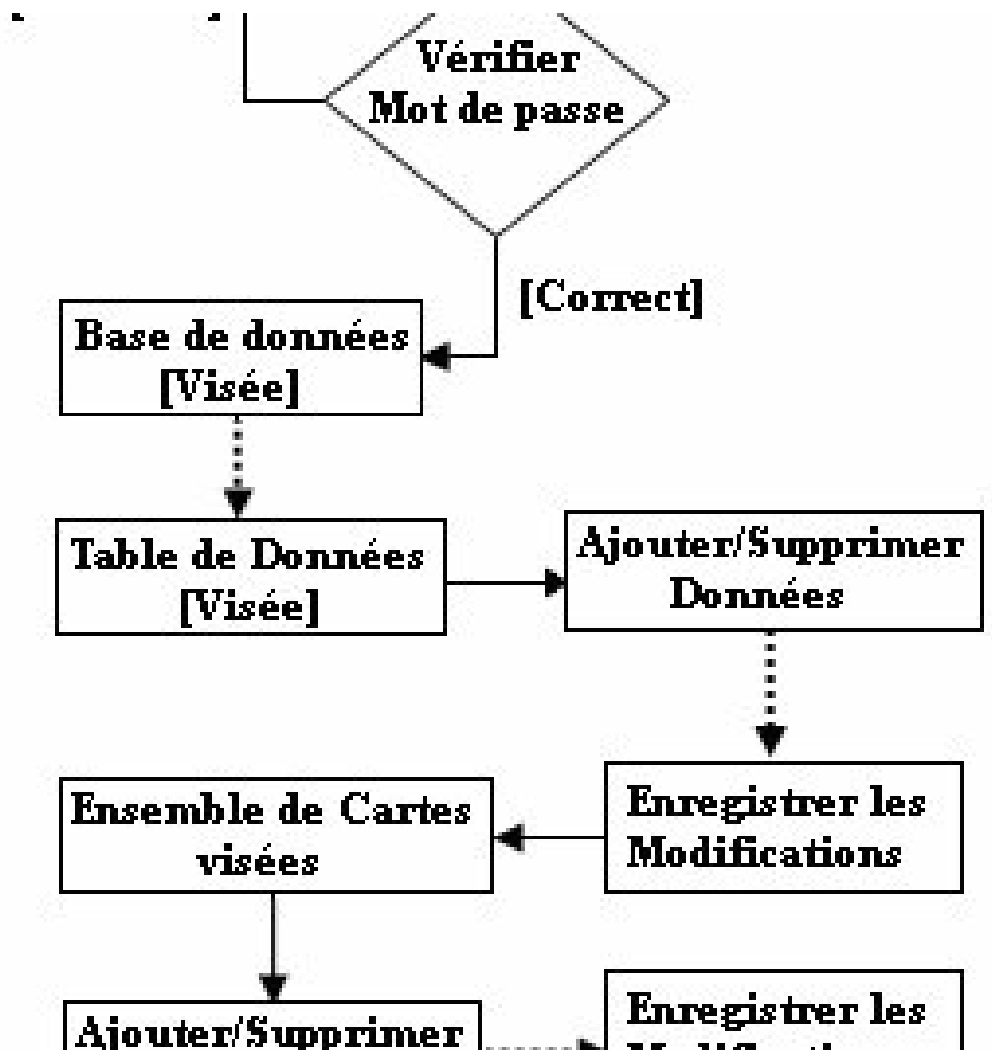 Vérifier
Mot de passe
[Correct]
Base de données
[Visée]
Table de Données
[Visée]
Ajouter/Supprimer
Données
Enregistrer les
Modifications
Ensemble de Cartes
visées
Enregistrer les
Ajouter/Supprimer